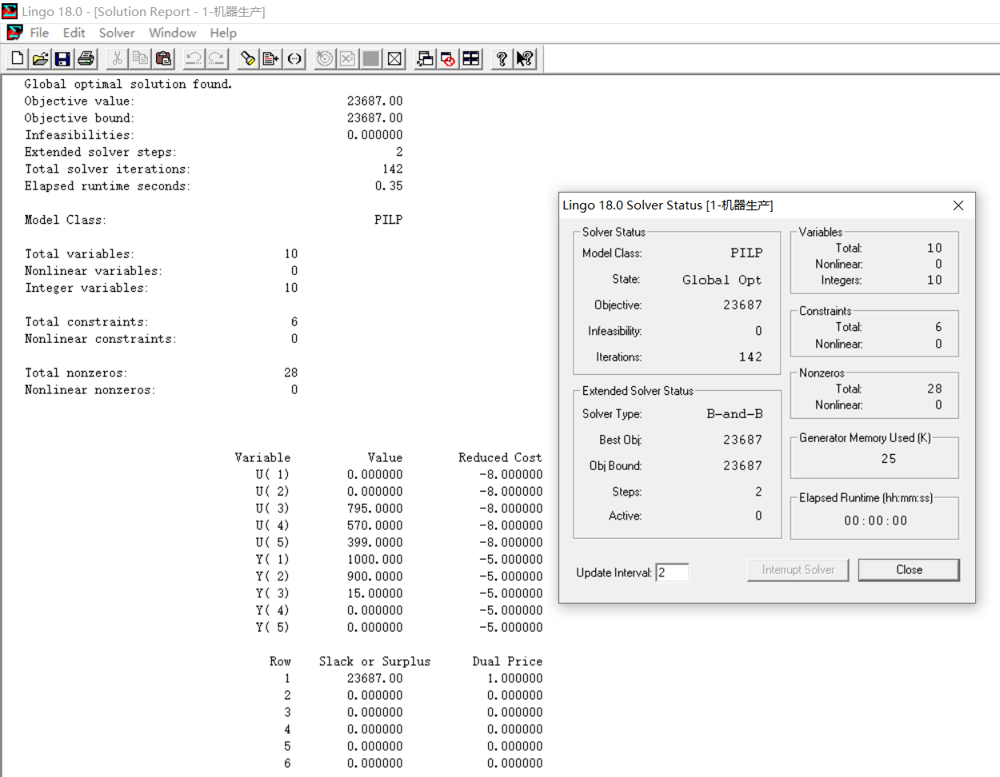 Lingo 18.0 - [Solution Report - 1-机器生产]
File Edit Solver Window Help
Global optimal solution found.
Objective value: 23687.00
Objective bound: 23687.00
Infeasibilities: 0.000000
Extended solver steps: 2
Total solver iterations: 142
Elapsed runtime seconds: 0.35
Model Class: PILP
Total variables: 10
Nonlinear variables: 0
Integer variables: 10
Total constraints: 6
Nonlinear constraints: 0
Total nonzeros: 28
Nonlinear nonzeros: 0
Variable Value Reduced Cost
U( 1) 0.000000 -8.000000
U( 2) 0.000000 -8.000000
U( 3) 795.0000 -8.000000
U( 4) 570.0000 -8.000000
U( 5) 399.0000 -8.000000
Y( 1) 1000.000 -5.000000
Y( 2) 900.0000 -5.000000
Y( 3) 15.00000 -5.000000
Y( 4) 0.000000 -5.000000
Y( 5) 0.000000 -5.000000
Row Slack or Surplus Dual Price
1 23687.00 1.000000
2 0.000000 0.000000
3 0.000000 0.000000
4 0.000000 0.000000
5 0.000000 0.000000
6 0.000000 0.000000
Lingo 18.0 Solver Status [1-机器生产]
Solver Status
Model Class: PILP
State: Global Opt
Objective: 23687
Infeasibility: 0
Iterations: 142
Extended Solver Status
Solver Type: B-and-B
Best Obj: 23687
Obj Bound: 23687
Steps: 2
Active: 0
Update Interval: 2
Variables
Total: 10
Nonlinear: 0
Integers: 10
Constraints
Total: 6
Nonlinear: 0
Nonzeros
Total: 28
Nonlinear: 0
Generator Memory Used (K)
25
Elapsed Runtime (hh:mm:ss)
00:00:00
Interrupt Solver
Close